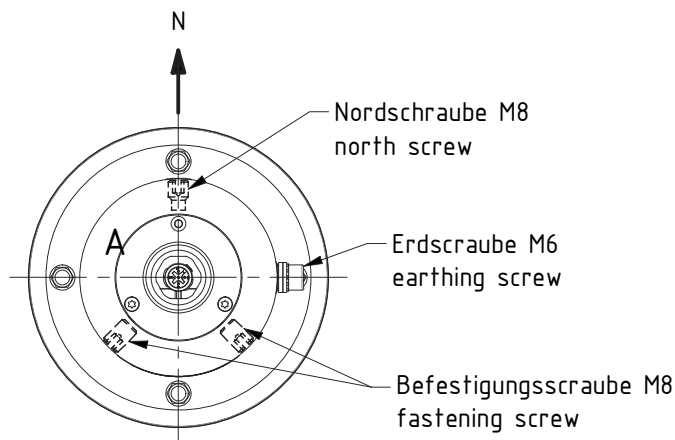 N
Nordschraube M8
north screw
A
Erdscraube M6
earthing screw
Befestigungsscraube M8
fastening screw